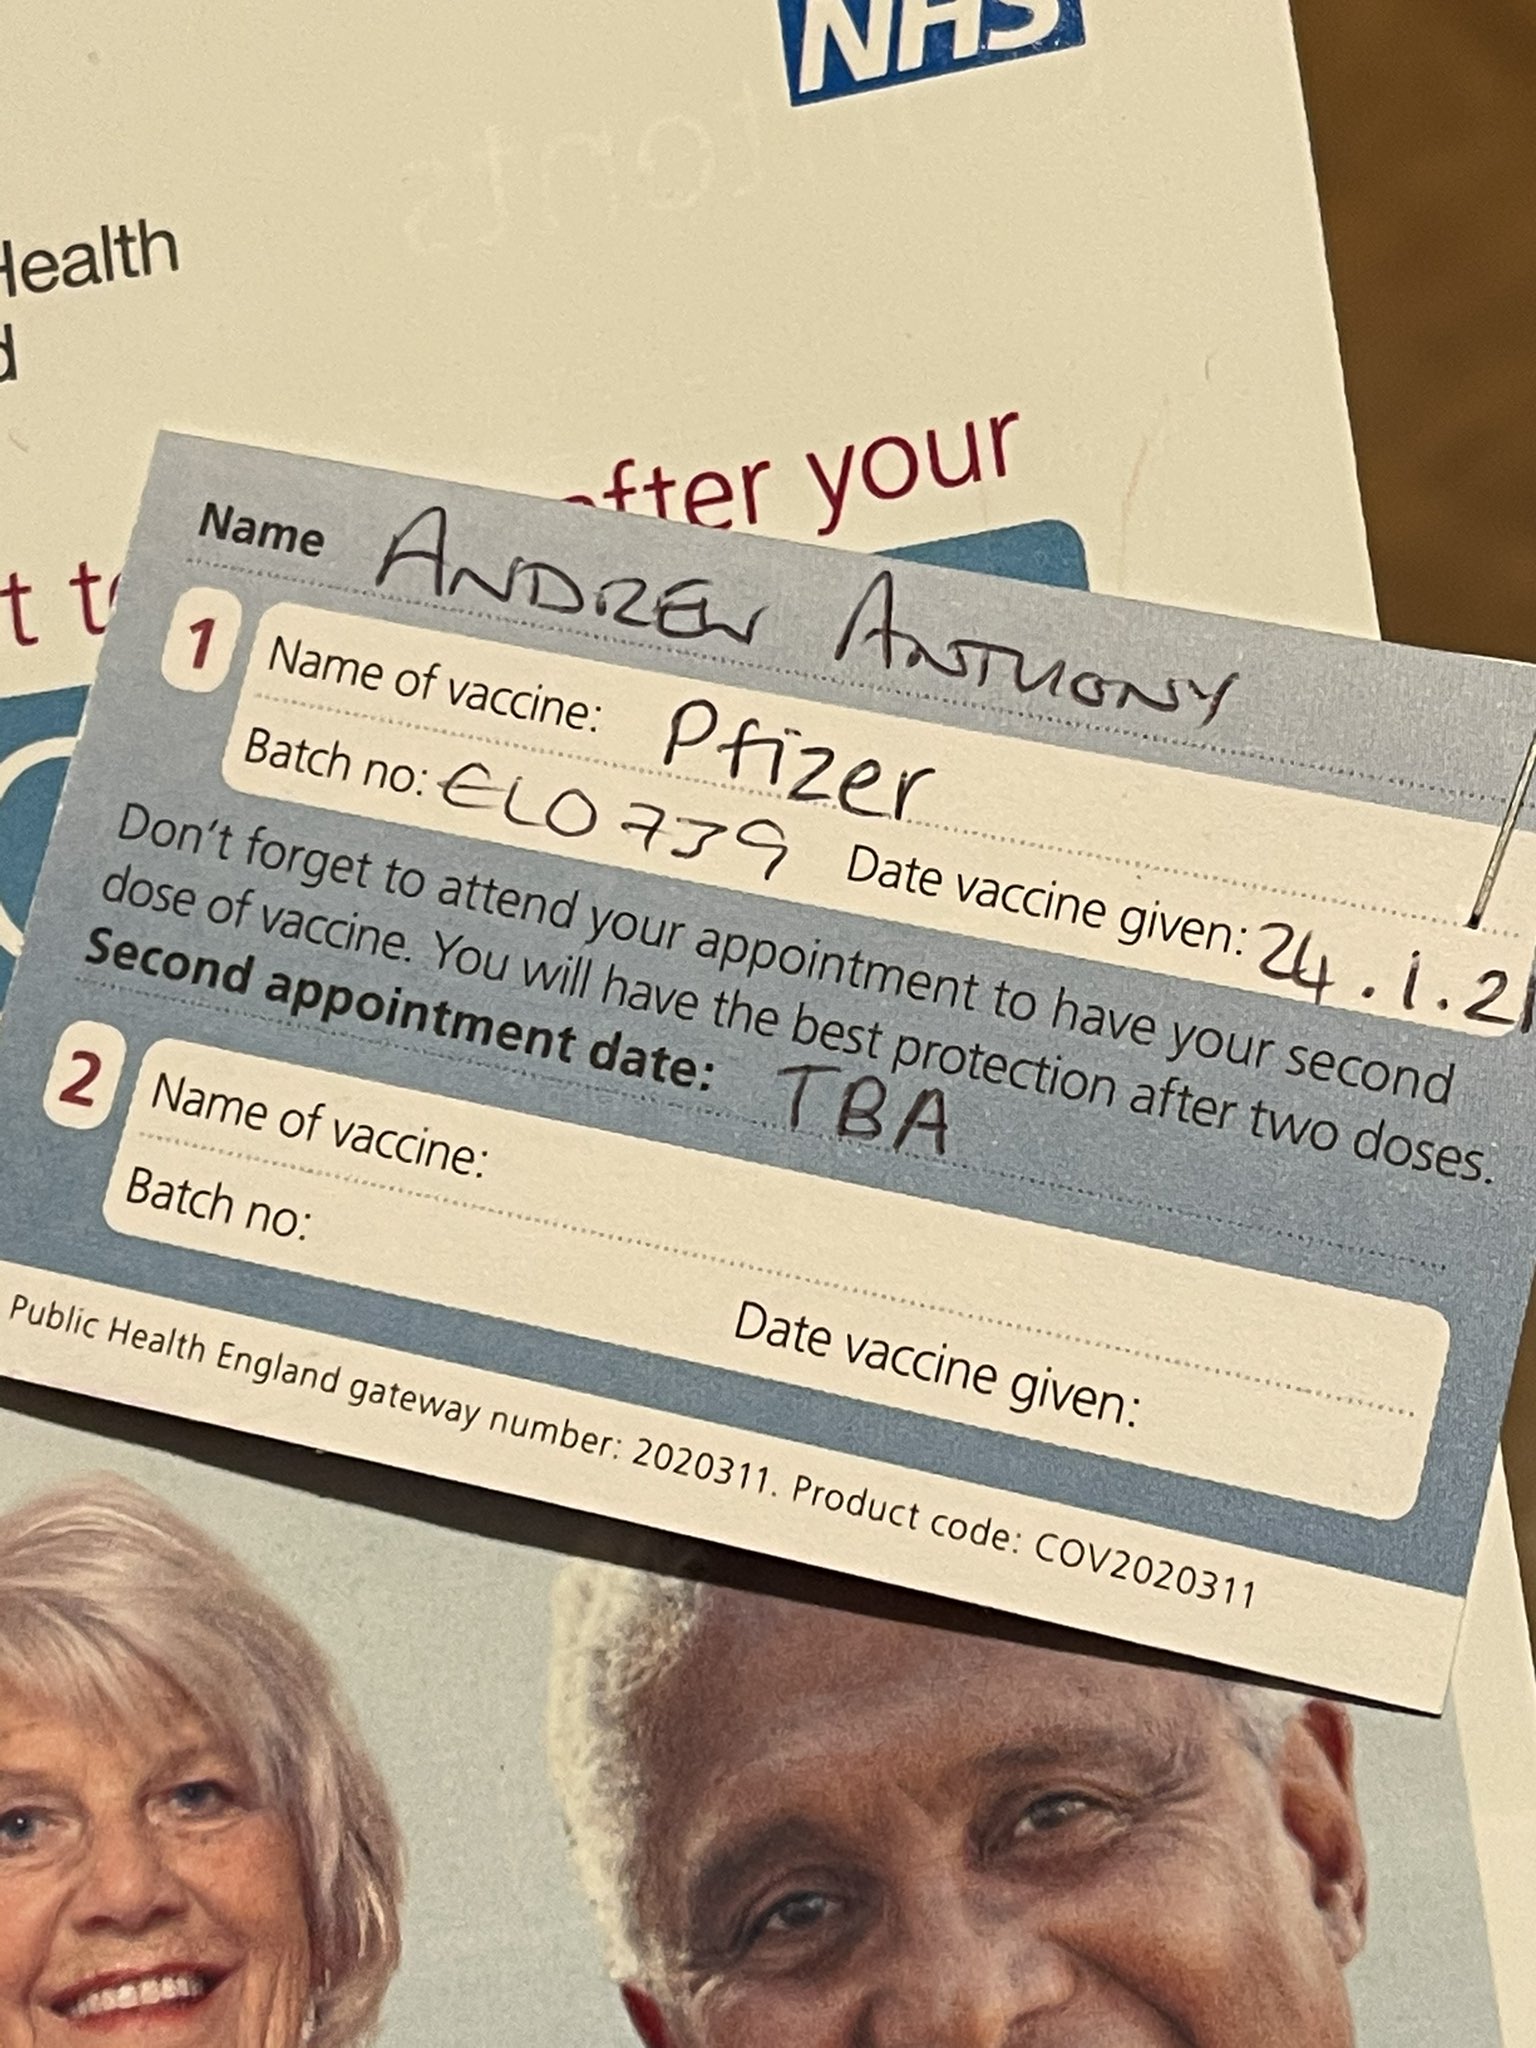 NHS
Health
d
after your
t t
Name ANDREW ANTHONY
1
Name of vaccine: Pfizer
Batch no: EL0739 Date vaccine given: 24.1.21
Don't forget to attend your appointment to have your second
dose of vaccine. You will have the best protection after two doses.
Second appointment date: TBA
2
Name of vaccine:
Batch no:
Date vaccine given:
Public Health England gateway number: 2020311. Product code: COV2020311